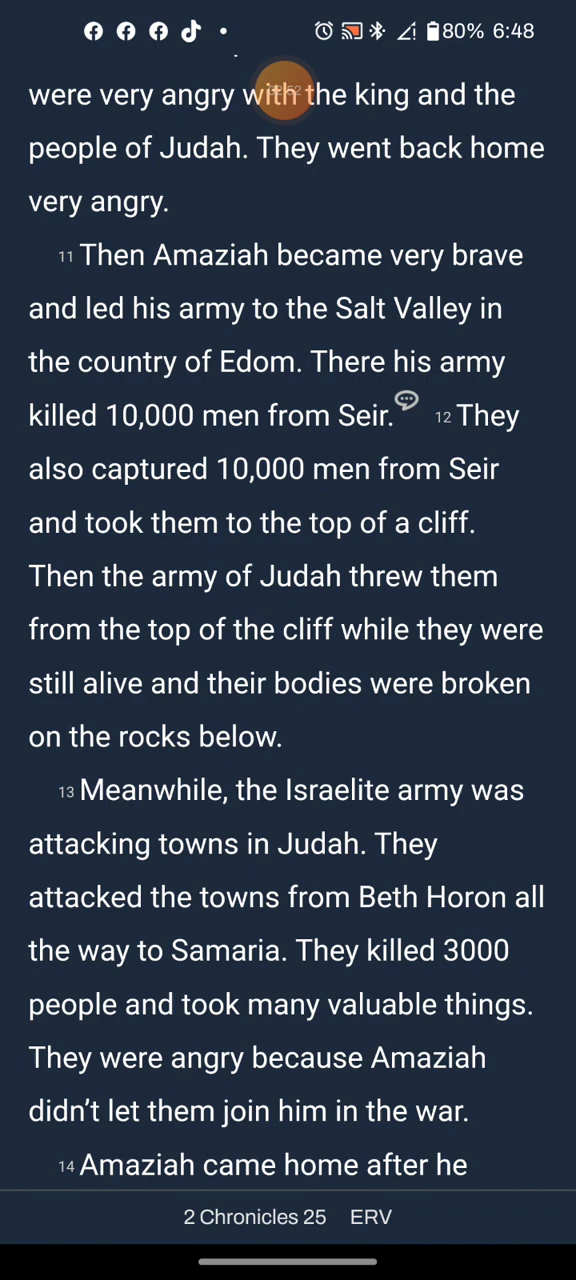 80% 6:48
were very angry with the king and the
people of Judah. They went back home
very angry.
11 Then Amaziah became very brave
and led his army to the Salt Valley in
the country of Edom. There his army
killed 10,000 men from Seir. 12 They
also captured 10,000 men from Seir
and took them to the top of a cliff.
Then the army of Judah threw them
from the top of the cliff while they were
still alive and their bodies were broken
on the rocks below.
13 Meanwhile, the Israelite army was
attacking towns in Judah. They
attacked the towns from Beth Horon all
the way to Samaria. They killed 3000
people and took many valuable things.
They were angry because Amaziah
didn’t let them join him in the war.
14 Amaziah came home after he
2 Chronicles 25 ERV